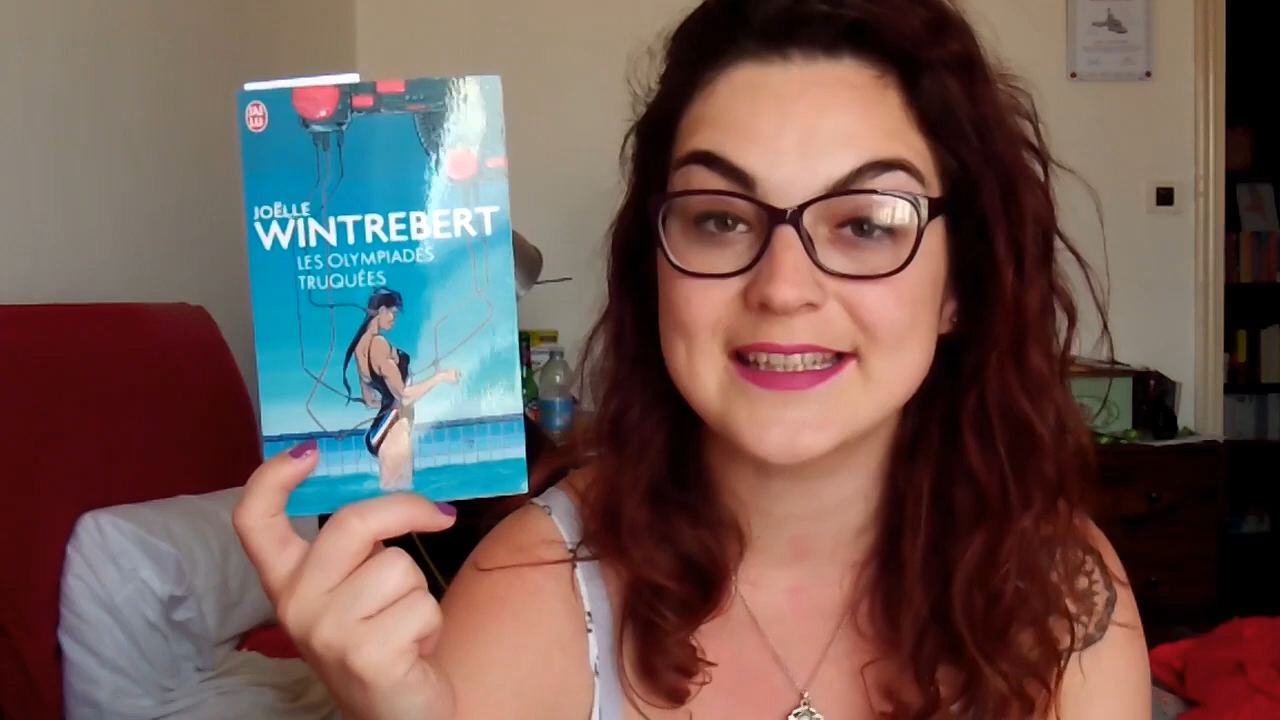 J'AI
LU
JOËLLE
WINTREBERT
LES OLYMPIADES
TRUQUÉES